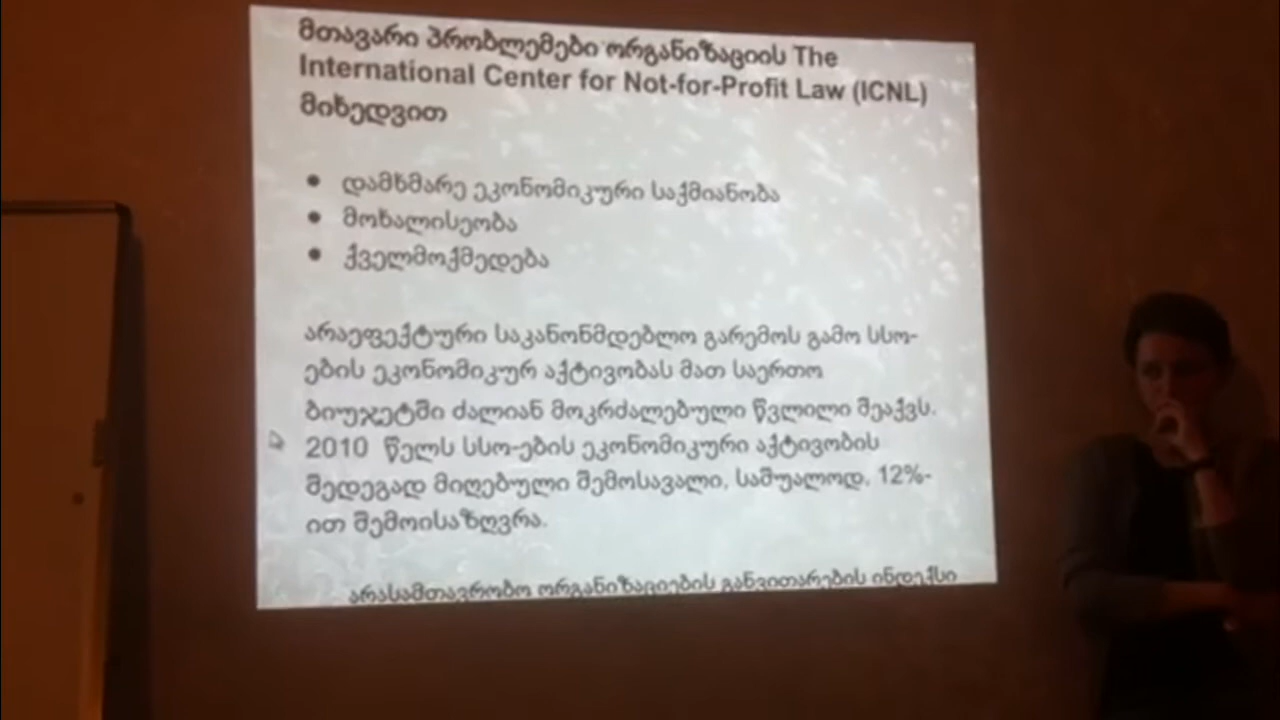 მთავარი პრობლემები ორგანიზაციის The
International Center for Not-for-Profit Law (ICNL)
მიხედვით
• დამხმარე ეკონომიკური საქმიანობა
• მოხალისეობა
• ქველმოქმედება
არაეფექტური საკანონმდებლო გარემოს გამო სსო-
ების ეკონომიკურ აქტივობას მათ საერთო
ბიუჯეტში ძალიან მოკრძალებული წვლილი შეაქვს.
2010 წელს სსო-ების ეკონომიკური აქტივობის
შედეგად მიღებული შემოსავალი, საშუალოდ, 12%-
ით შემოისაზღვრა.
არასამთავრობო ორგანიზაციების განვითარების ინდექსი